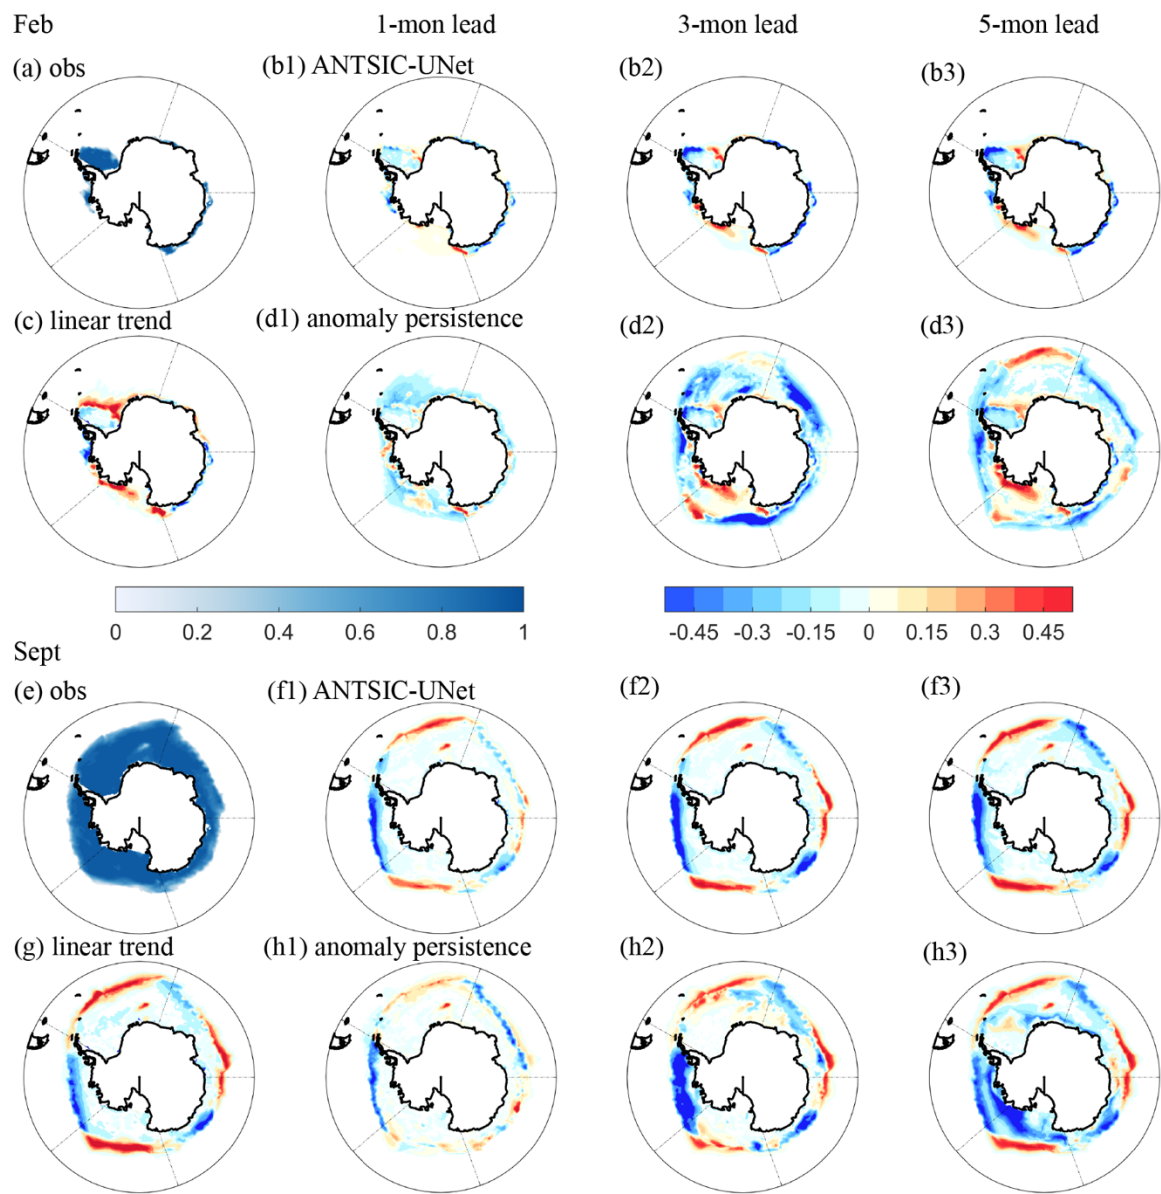 Feb 1-mon lead 3-mon lead 5-mon lead
(a) obs (b1) ANTSIC-UNet (b2) (b3)
(c) linear trend (d1) anomaly persistence (d2) (d3)
0 0.2 0.4 0.6 0.8 1 -0.45 -0.3 -0.15 0 0.15 0.3 0.45
Sept
(e) obs (f1) ANTSIC-UNet (f2) (f3)
(g) linear trend (h1) anomaly persistence (h2) (h3)